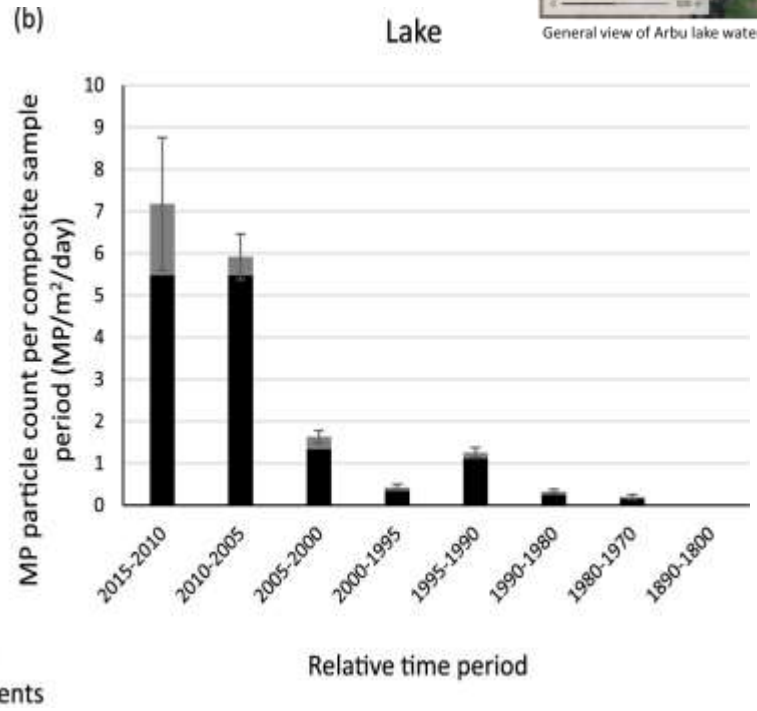 (b)
Lake
General view of Arbu lake wate
MP particle count per composite sample
period (MP/m²/day)
10
9
8
7
6
5
4
3
2
1
0
2015-2010
2010-2005
2005-2000
2000-1995
1995-1990
1990-1980
1980-1970
1890-1800
Relative time period
ents